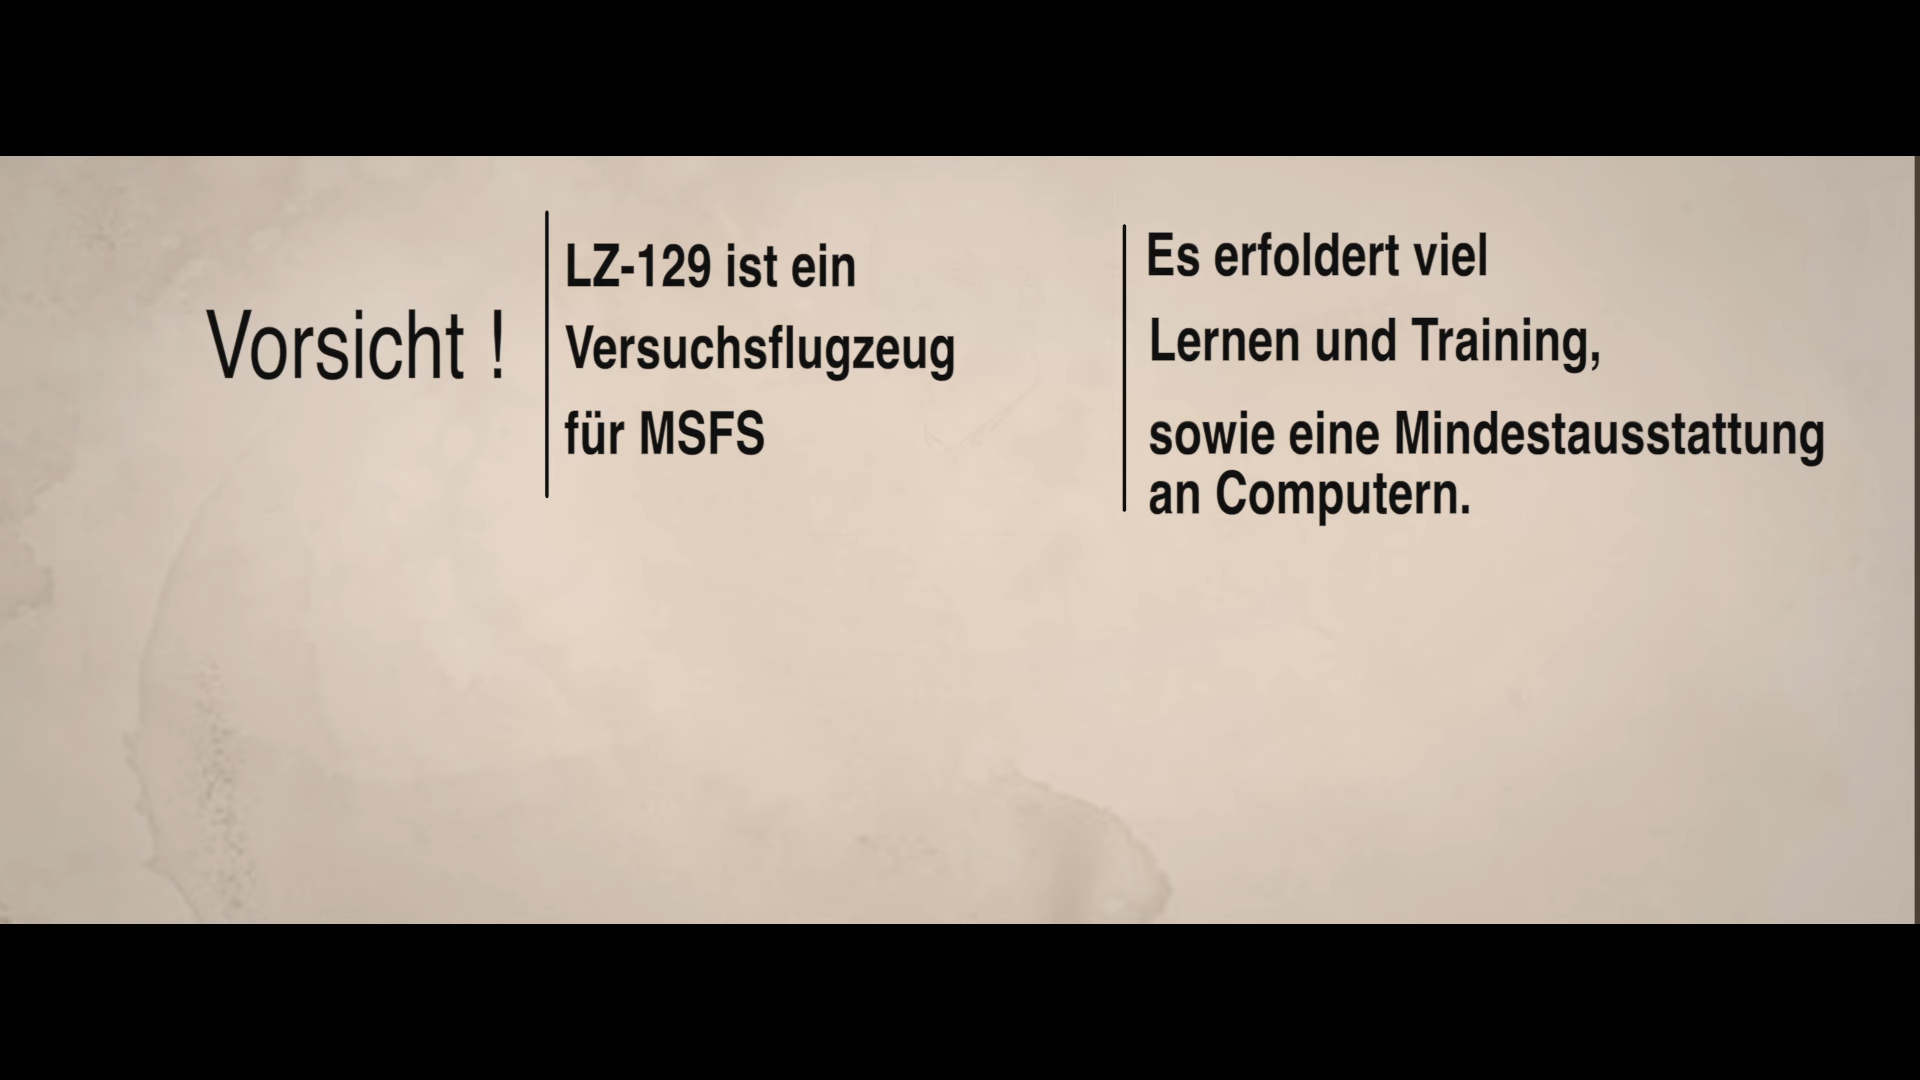 Vorsicht !
LZ-129 ist ein
Versuchsflugzeug
für MSFS
Es erfoldert viel
Lernen und Training,
sowie eine Mindestausstattung
an Computern.